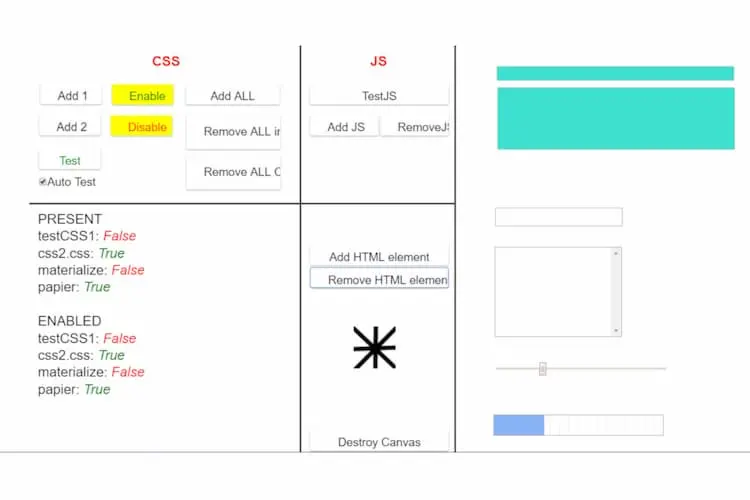 CSS
Add 1
Enable
Add ALL
Add 2
Disable
Remove ALL in
Test
Remove ALL C
Auto Test
JS
TestJS
Add JS
RemoveJS
PRESENT
testCSS1: False
css2.css: True
materialize: False
papier: True
ENABLED
testCSS1: False
css2.css: True
materialize: False
papier: True
Add HTML element
Remove HTML elemen
Destroy Canvas